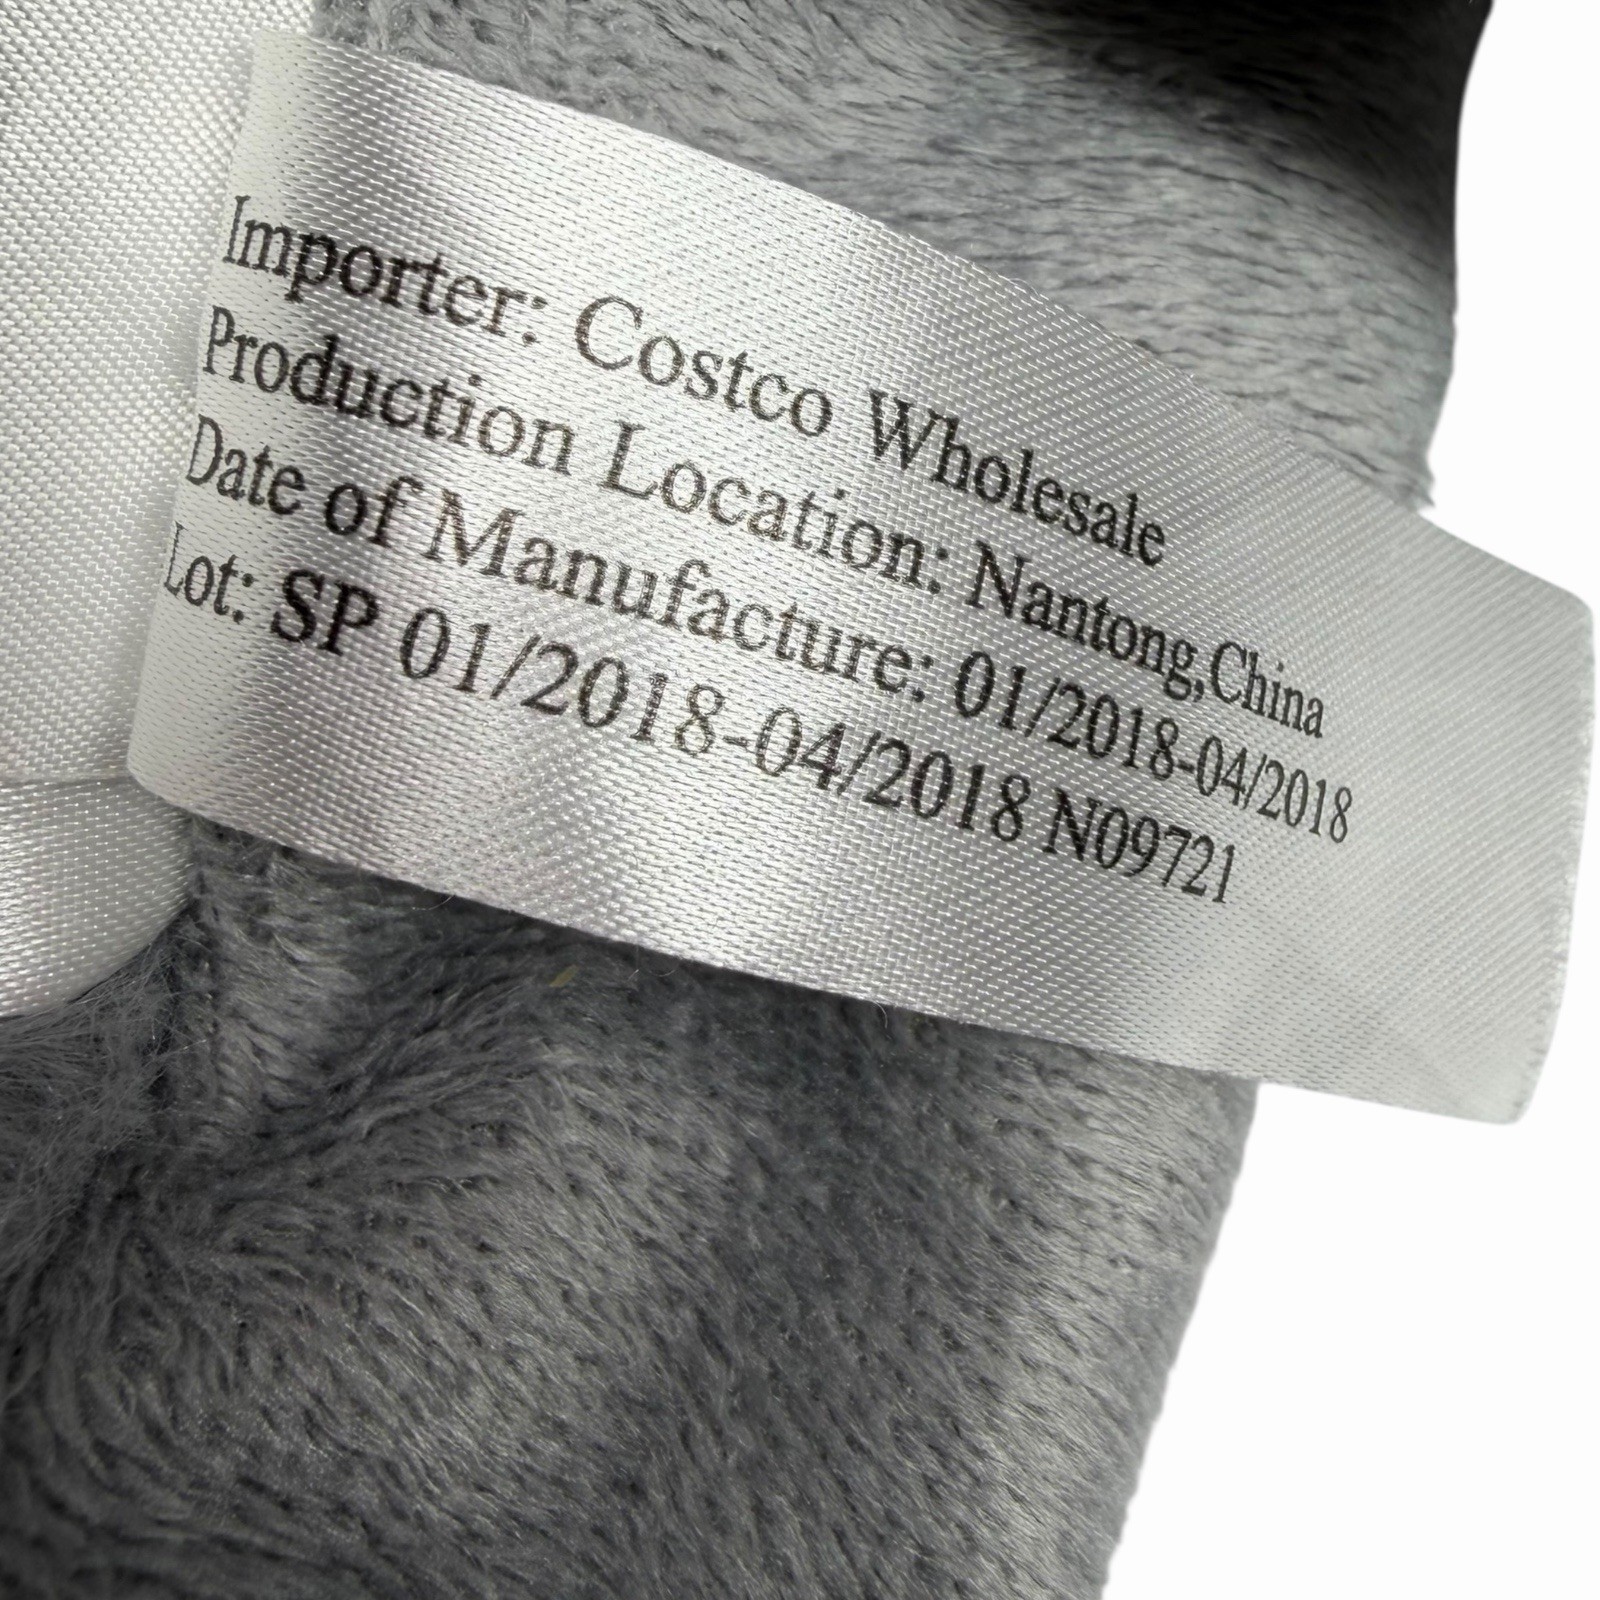 Importer: Costco Wholesale
Production Location: Nantong,China
Date of Manufacture: 01/2018-04/2018
Lot: SP 01/2018-04/2018 N09721